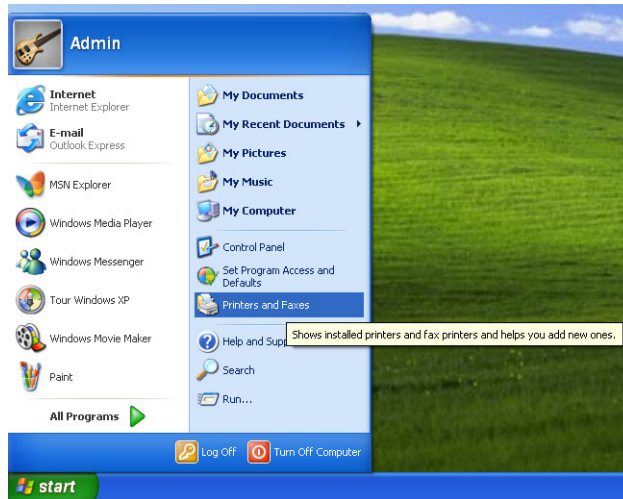 Admin
Internet
Internet Explorer
E-mail
Outlook Express
MSN Explorer
Windows Media Player
Windows Messenger
Tour Windows XP
Windows Movie Maker
Paint
All Programs
My Documents
My Recent Documents
My Pictures
My Music
My Computer
Control Panel
Set Program Access and
Defaults
Printers and Faxes
Shows installed printers and fax printers and helps you add new ones.
Help and Supp
Search
Run...
Log Off
Turn Off Computer
start